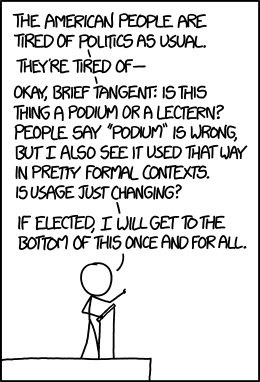 THE AMERICAN PEOPLE ARE
TIRED OF POLITICS AS USUAL.
THEY'RE TIRED OF—
OKAY, BRIEF TANGENT: IS THIS
THING A PODIUM OR A LECTERN?
PEOPLE SAY "PODIUM" IS WRONG,
BUT I ALSO SEE IT USED THAT WAY
IN PRETTY FORMAL CONTEXTS.
IS USAGE JUST CHANGING?
IF ELECTED, I WILL GET TO THE
BOTTOM OF THIS ONCE AND FOR ALL.